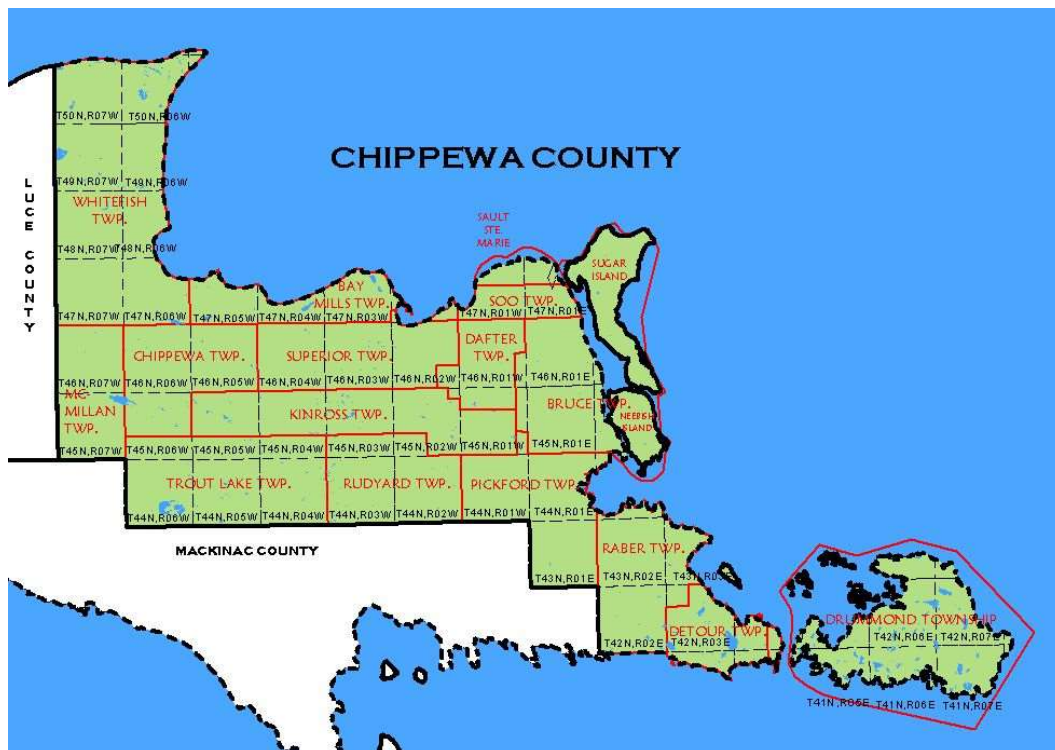 CHIPPEWA COUNTY
LUCE COUNTY
MACKINAC COUNTY
T50N,R07W T50N,R06W
T49N,R07W T49N,R06W
WHITEFISH
TWP.
T48N,R07W T48N,R06W
SAULT
STE.
MARIE
SUGAR
ISLAND
BAY
MILLS TWP.
SOO TWP.
T47N,R07W T47N,R06W T47N,R05W T47N,R04W T47N,R03W T47N,R01W T47N,R01E
CHIPPEWA TWP.
SUPERIOR TWP.
DAFTER
TWP.
T46N,R07W T46N,R06W T46N,R05W T46N,R04W T46N,R03W T46N,R02W T46N,R01W T46N,R01E
MC
MILLAN
TWP.
KINROSS TWP.
BRUCE TWP.
NEEBISH
ISLAND
T45N,R07W T45N,R06W T45N,R05W T45N,R04W T45N,R03W T45N,R02W T45N,R01W T45N,R01E
TROUT LAKE TWP.
RUDYARD TWP.
PICKFORD TWP.
T44N,R06W T44N,R05W T44N,R04W T44N,R03W T44N,R02W T44N,R01W T44N,R01E
RABER TWP.
T43N,R01E T43N,R02E
DETOUR TWP.
T42N,R02E T42N,R03E
DRUMMOND TOWNSHIP
T42N,R06E T42N,R07E
T41N,R05E T41N,R06E T41N,R07E